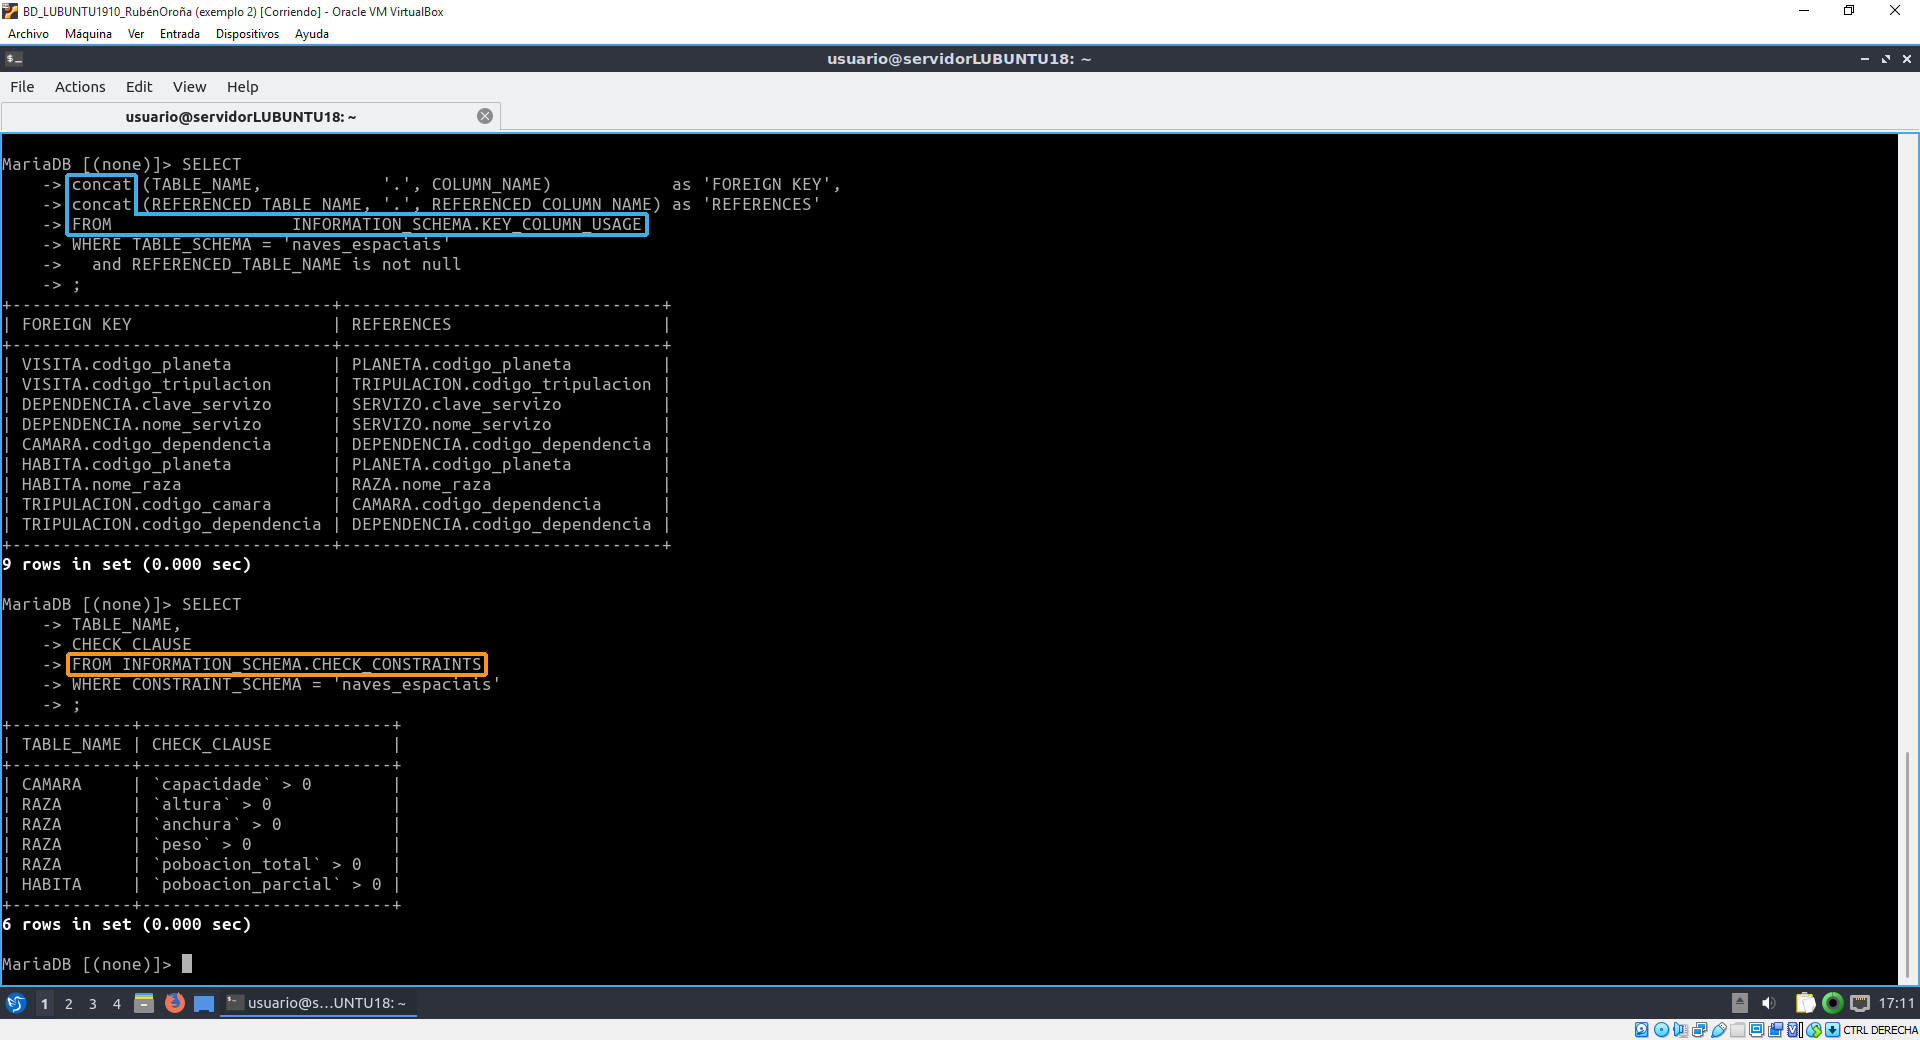 BD_LUBUNTU1910_RubénOroña (exemplo 2) [Corriendo] - Oracle VM VirtualBox
Archivo Máquina Ver Entrada Dispositivos Ayuda
usuario@servidorLUBUNTU18: ~
File Actions Edit View Help
usuario@servidorLUBUNTU18: ~
MariaDB [(none)]> SELECT
    -> concat (TABLE_NAME,            '.', COLUMN_NAME)            as 'FOREIGN KEY',
    -> concat (REFERENCED_TABLE_NAME, '.', REFERENCED_COLUMN_NAME) as 'REFERENCES'
    -> FROM                  INFORMATION_SCHEMA.KEY_COLUMN_USAGE
    -> WHERE TABLE_SCHEMA = 'naves_espaciais'
    ->   and REFERENCED_TABLE_NAME is not null
    -> ;
+--------------------------------+--------------------------------+
| FOREIGN KEY                    | REFERENCES                     |
+--------------------------------+--------------------------------+
| VISITA.codigo_planeta          | PLANETA.codigo_planeta         |
| VISITA.codigo_tripulacion      | TRIPULACION.codigo_tripulacion |
| DEPENDENCIA.clave_servizo      | SERVIZO.clave_servizo          |
| DEPENDENCIA.nome_servizo       | SERVIZO.nome_servizo           |
| CAMARA.codigo_dependencia      | DEPENDENCIA.codigo_dependencia |
| HABITA.codigo_planeta          | PLANETA.codigo_planeta         |
| HABITA.nome_raza               | RAZA.nome_raza                 |
| TRIPULACION.codigo_camara      | CAMARA.codigo_dependencia      |
| TRIPULACION.codigo_dependencia | DEPENDENCIA.codigo_dependencia |
+--------------------------------+--------------------------------+
9 rows in set (0.000 sec)
MariaDB [(none)]> SELECT
    -> TABLE_NAME,
    -> CHECK_CLAUSE
    -> FROM INFORMATION_SCHEMA.CHECK_CONSTRAINTS
    -> WHERE CONSTRAINT_SCHEMA = 'naves_espaciais'
    -> ;
+------------+-------------------------+
| TABLE_NAME | CHECK_CLAUSE            |
+------------+-------------------------+
| CAMARA     | `capacidade` > 0        |
| RAZA       | `altura` > 0            |
| RAZA       | `anchura` > 0           |
| RAZA       | `peso` > 0              |
| RAZA       | `poboacion_total` > 0   |
| HABITA     | `poboacion_parcial` > 0 |
+------------+-------------------------+
6 rows in set (0.000 sec)
MariaDB [(none)]>
1 2 3 4 usuario@s...UNTU18: ~ 17:11
CTRL DERECHA